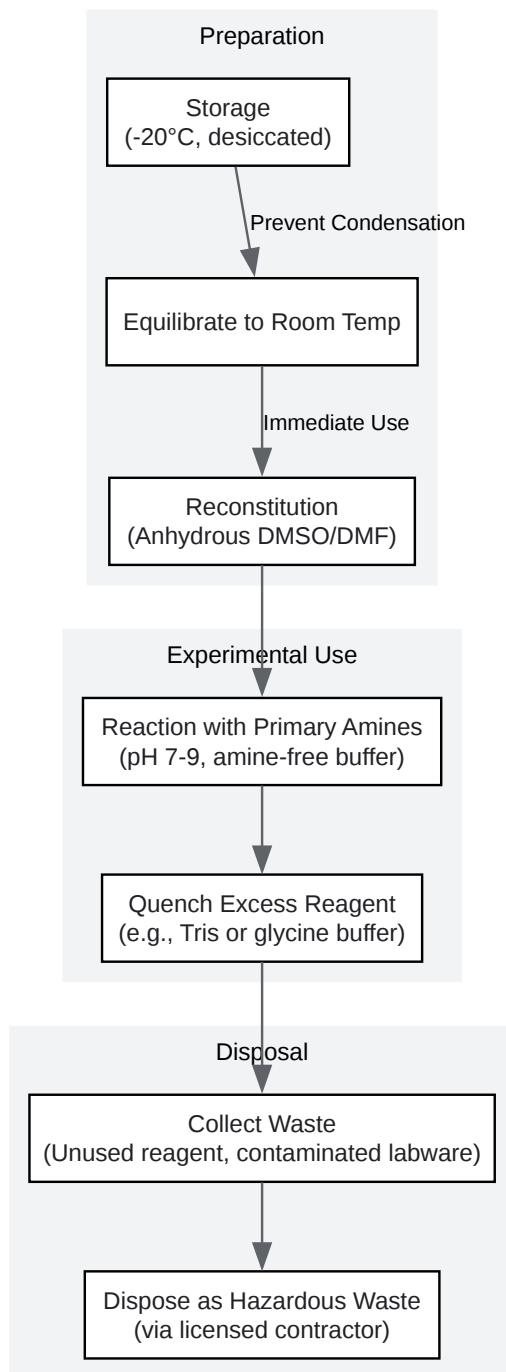 Preparation
Storage
(-20°C, desiccated)
Prevent Condensation
Equilibrate to Room Temp
Immediate Use
Reconstitution
(Anhydrous DMSO/DMF)
Experimental Use
Reaction with Primary Amines
(pH 7-9, amine-free buffer)
Quench Excess Reagent
(e.g., Tris or glycine buffer)
Disposal
Collect Waste
(Unused reagent, contaminated labware)
Dispose as Hazardous Waste
(via licensed contractor)